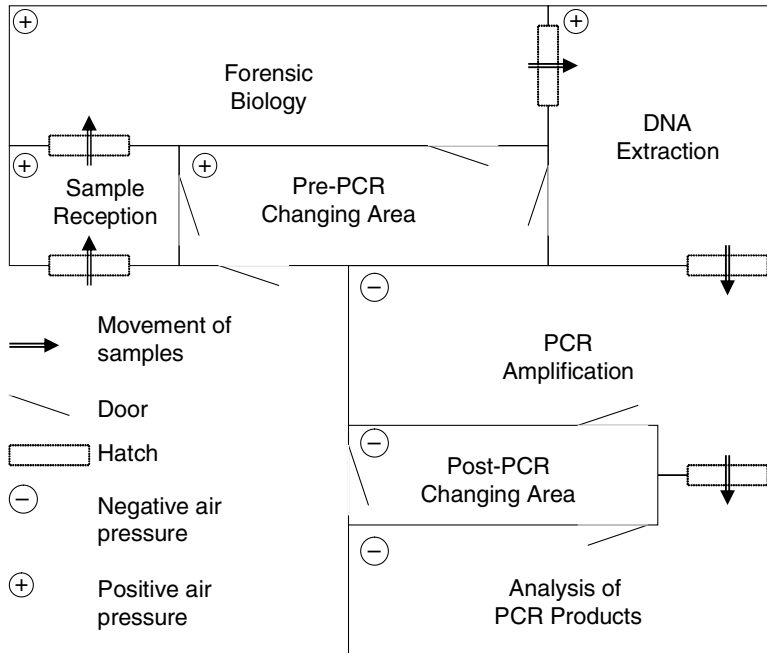 Forensic
Biology
DNA
Extraction
Sample
Reception
Pre-PCR
Changing Area
PCR
Amplification
Post-PCR
Changing Area
Analysis of
PCR Products
Movement of
samples
Door
Hatch
Negative air
pressure
Positive air
pressure